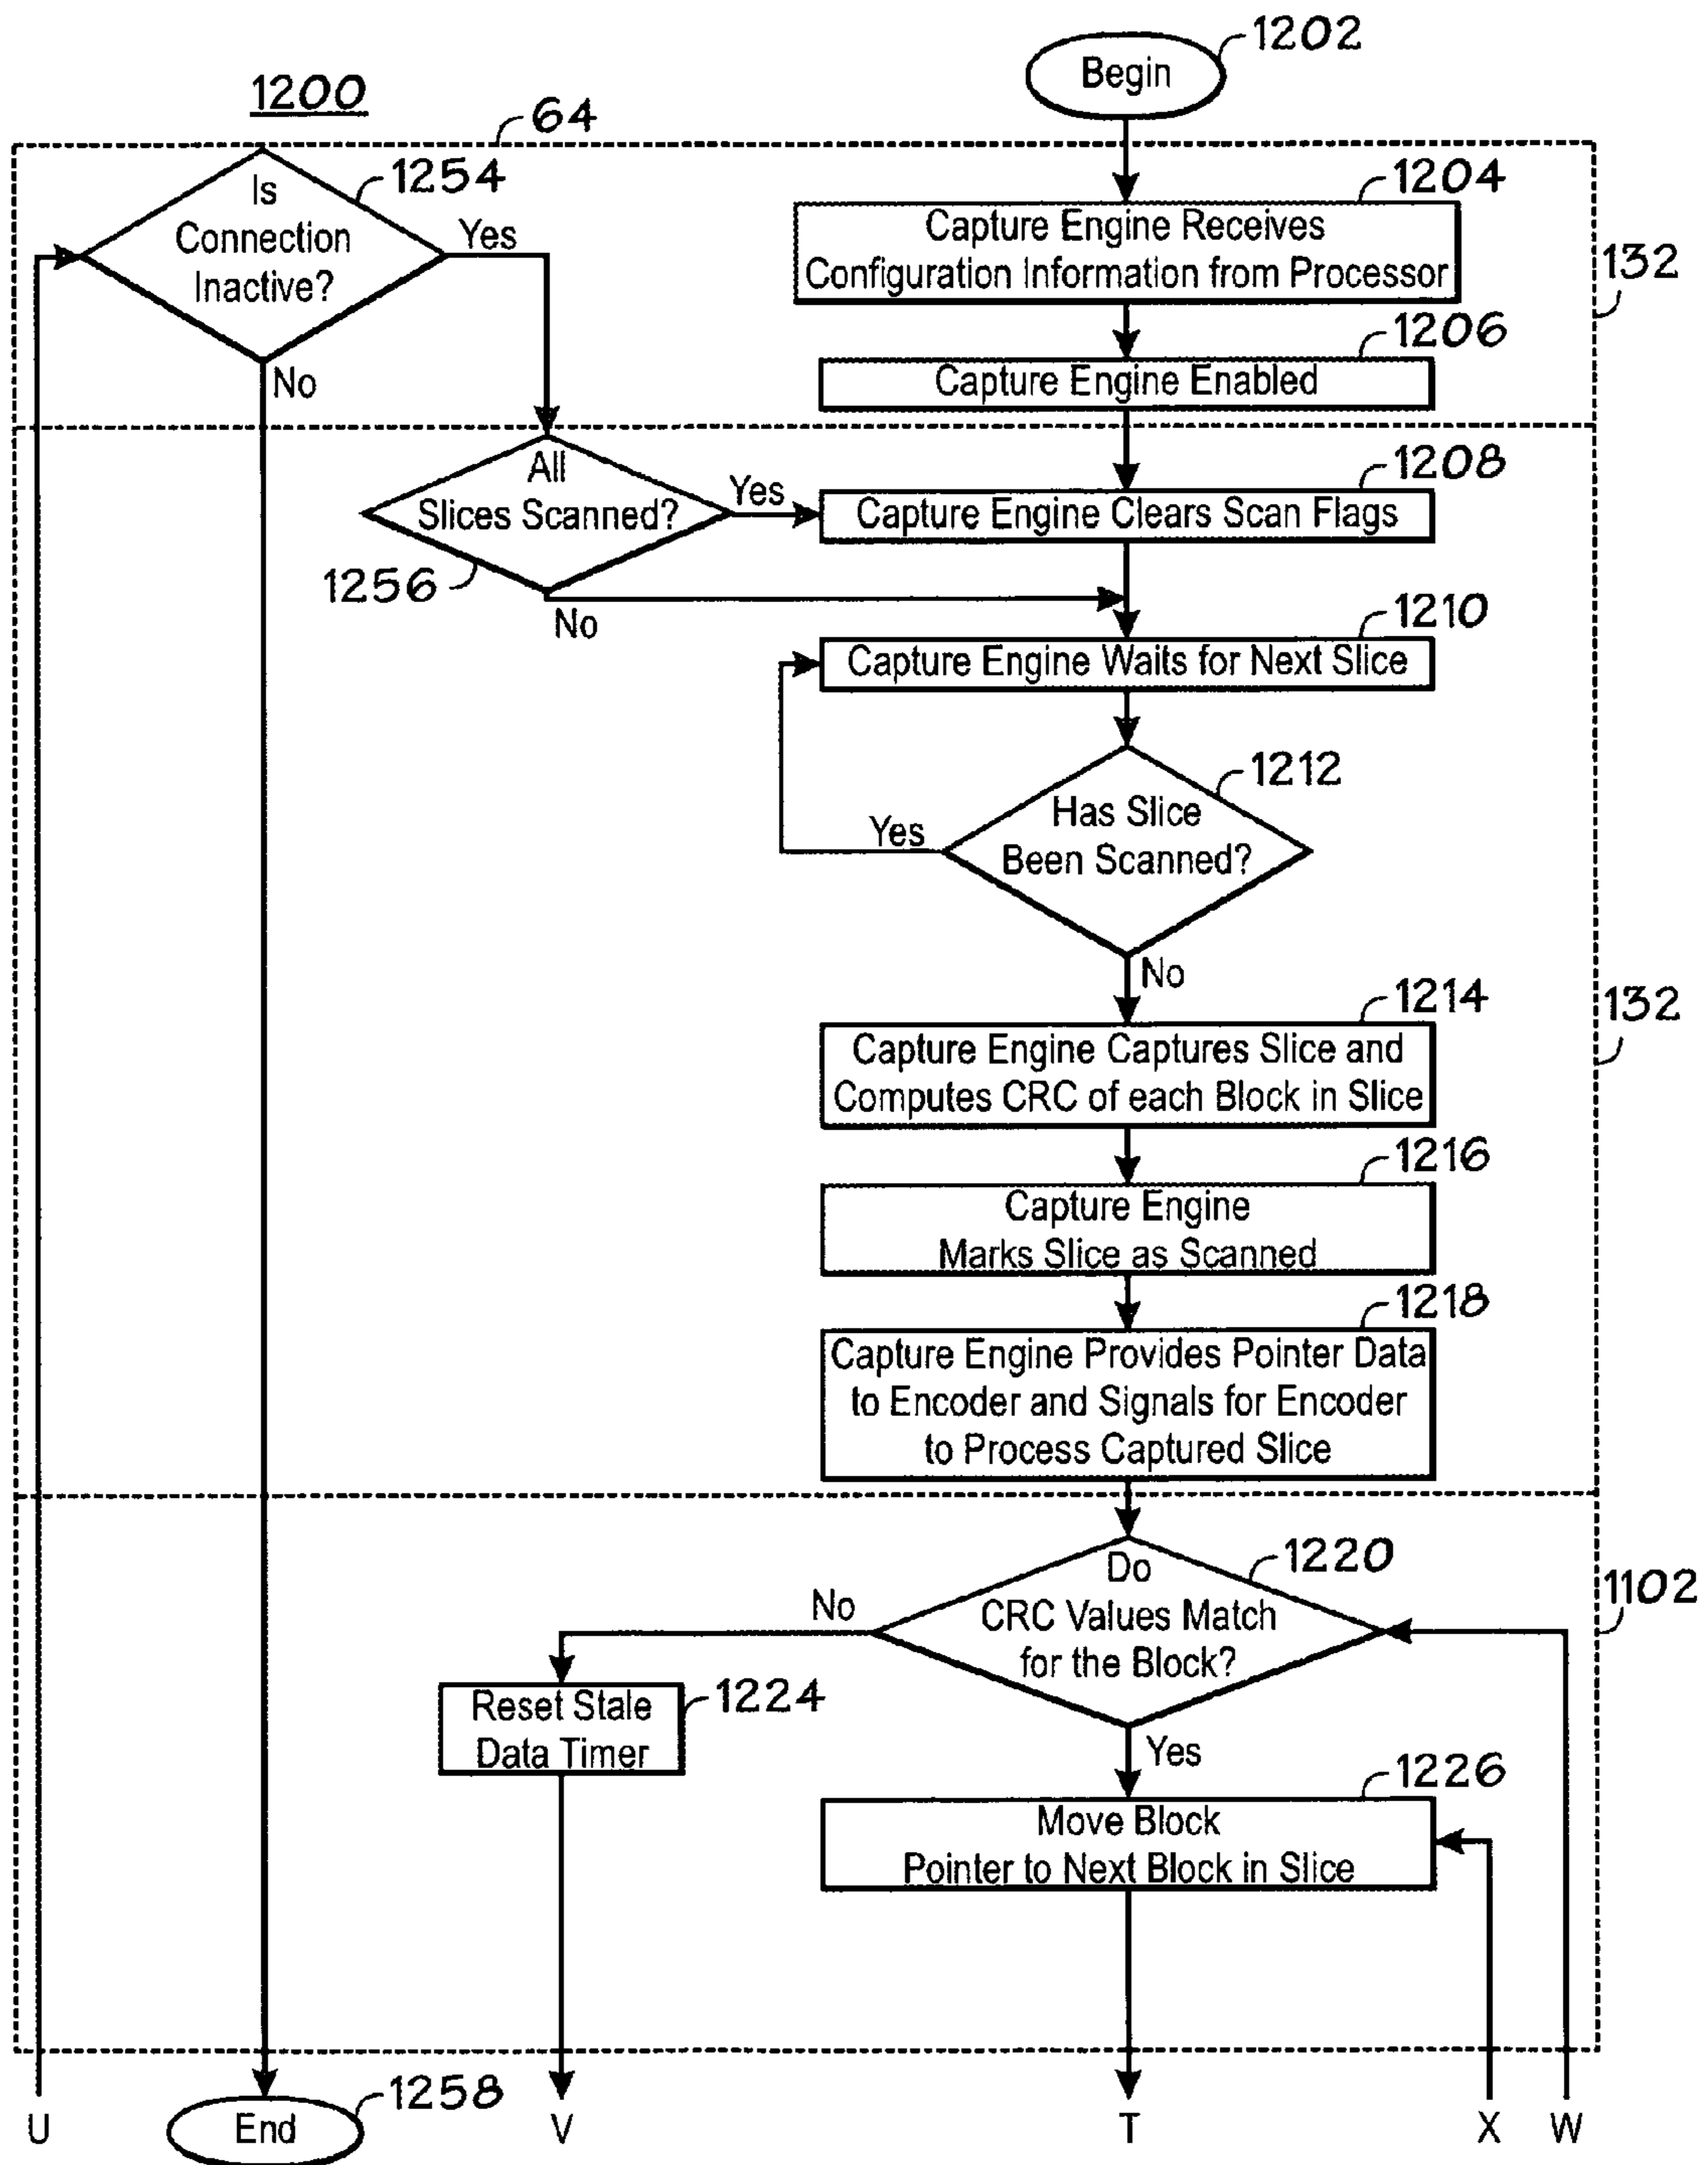 1202
Begin
1200
64
1254
Is
Connection
Inactive?
Yes
No
1204
Capture Engine Receives
Configuration Information from Processor
132
1206
Capture Engine Enabled
All
Slices Scanned?
Yes
1256
No
1208
Capture Engine Clears Scan Flags
1210
Capture Engine Waits for Next Slice
1212
Has Slice
Been Scanned?
Yes
No
1214
Capture Engine Captures Slice and
Computes CRC of each Block in Slice
132
1216
Capture Engine
Marks Slice as Scanned
1218
Capture Engine Provides Pointer Data
to Encoder and Signals for Encoder
to Process Captured Slice
1220
Do
CRC Values Match
for the Block?
No
Yes
1102
Reset Stale
Data Timer
1224
1226
Move Block
Pointer to Next Block in Slice
U
End
1258
V
T
X
W